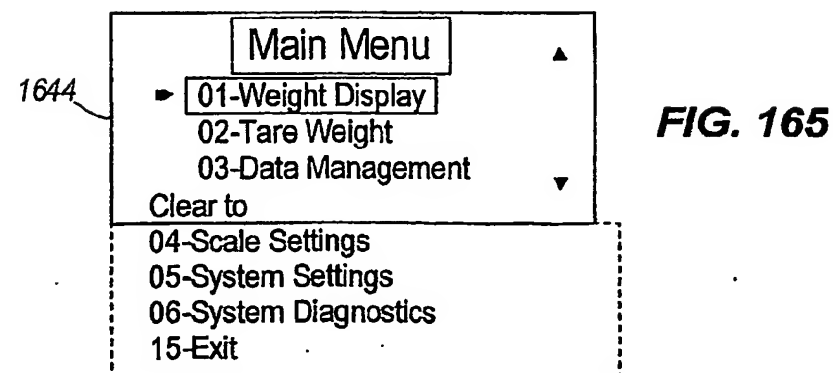 Main Menu
1644
01-Weight Display
02-Tare Weight
FIG. 165
03-Data Management
Clear to
04-Scale Settings
05-System Settings
06-System Diagnostics
15-Exit